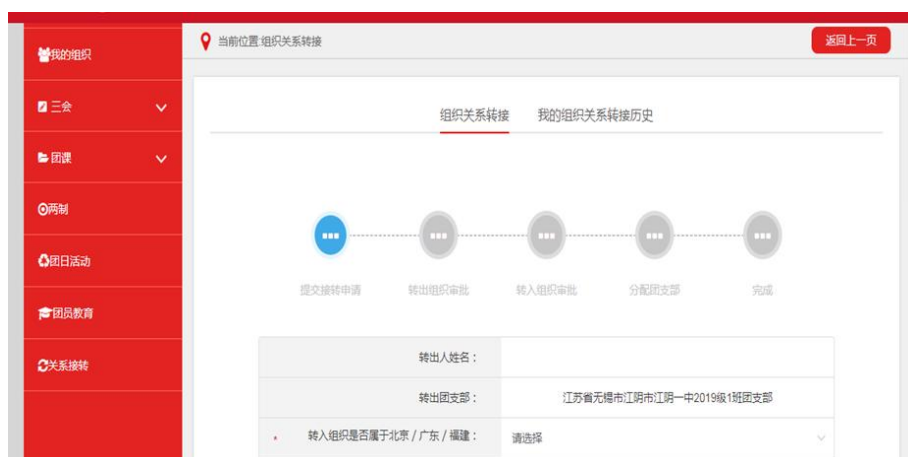 我的组织
三会
团课
两制
团日活动
团员教育
关系接转
当前位置:组织关系转接
返回上一页
组织关系转接 我的组织关系转接历史
提交接转申请 转出组织审批 转入组织审批 分配团支部 完成
转出人姓名：
转出团支部： 江苏省无锡市江阴市江阴一中2019级1班团支部
* 转入组织是否属于北京 / 广东 / 福建： 请选择